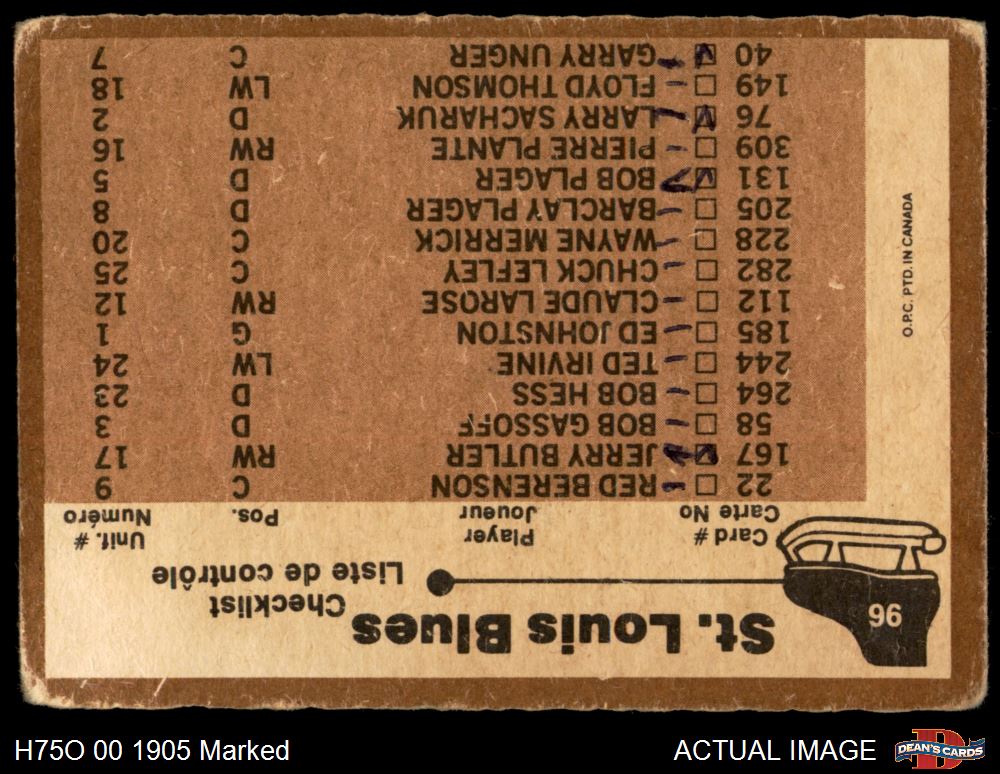 96
St. Louis Blues
Checklist
Liste de contrôle
Card # Player Pos. Unif. #
Carte No Joueur Numéro
22 RED BERENSON C 9
167 JERRY BUTLER RW 17
58 BOB GASSOFF D 3
264 BOB HESS D 23
244 TED IRVINE LW 24
185 ED JOHNSTON G 1
112 CLAUDE LAROSE RW 12
282 CHUCK LEFLEY C 25
228 WAYNE MERRICK C 20
205 BARCLAY PLAGER D 8
131 BOB PLAGER D 5
309 PIERRE PLANTE RW 16
76 LARRY SACHARUK D 2
149 FLOYD THOMSON LW 18
40 GARRY UNGER C 7
O.P.C. PTD. IN CANADA
H75O 00 1905 Marked
ACTUAL IMAGE
DEAN'S CARDS